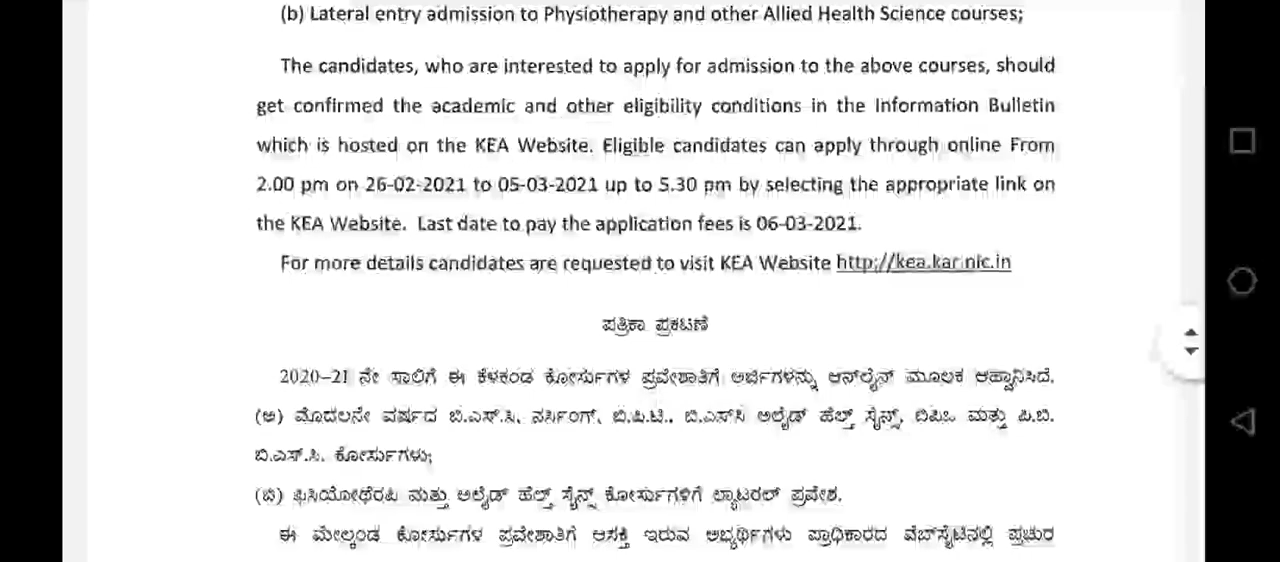 (b) Lateral entry admission to Physiotherapy and other Allied Health Science courses;
The candidates, who are interested to apply for admission to the above courses, should
get confirmed the academic and other eligibility conditions in the Information Bulletin
which is hosted on the KEA Website. Eligible candidates can apply through online From
2.00 pm on 26-02-2021 to 05-03-2021 up to 5.30 pm by selecting the appropriate link on
the KEA Website. Last date to pay the application fees is 06-03-2021.
For more details candidates are requested to visit KEA Website http://kea.kar.nic.in
ಪತ್ರಿಕಾ ಪ್ರಕಟಣೆ
2020–21 ನೇ ಸಾಲಿಗೆ ಈ ಕೆಳಕಂಡ ಕೋರ್ಸುಗಳ ಪ್ರವೇಶಾತಿಗೆ ಅರ್ಜಿಗಳನ್ನು ಆನ್‌ಲೈನ್ ಮೂಲಕ ಆಹ್ವಾನಿಸಿದೆ.
(ಅ) ಮೊದಲನೇ ವರ್ಷದ ಬಿ.ಎಸ್.ಸಿ. ನರ್ಸಿಂಗ್, ಬಿ.ಪಿ.ಟಿ., ಬಿ.ಎಸ್‌ಸಿ ಅಲೈಡ್ ಹೆಲ್ತ್ ಸೈನ್ಸ್, ಬಿಪಿಒ ಮತ್ತು ಪಿ.ಬಿ.
ಬಿ.ಎಸ್.ಸಿ. ಕೋರ್ಸುಗಳು;
(ಬಿ) ಫಿಸಿಯೋಥೆರಪಿ ಮತ್ತು ಅಲೈಡ್ ಹೆಲ್ತ್ ಸೈನ್ಸ್ ಕೋರ್ಸುಗಳಿಗೆ ಲ್ಯಾಟರಲ್ ಪ್ರವೇಶ.
ಈ ಮೇಲ್ಕಂಡ ಕೋರ್ಸುಗಳ ಪ್ರವೇಶಾತಿಗೆ ಆಸಕ್ತಿ ಇರುವ ಅಭ್ಯರ್ಥಿಗಳು ಪ್ರಾಧಿಕಾರದ ವೆಬ್‌ಸೈಟಿನಲ್ಲಿ ಪ್ರಚುರ